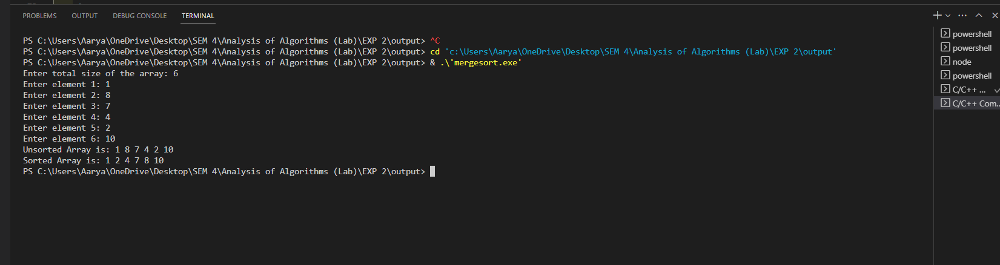 PROBLEMS OUTPUT DEBUG CONSOLE TERMINAL
PS C:\Users\Aarya\OneDrive\Desktop\SEM 4\Analysis of Algorithms (Lab)\EXP 2\output> ^C
PS C:\Users\Aarya\OneDrive\Desktop\SEM 4\Analysis of Algorithms (Lab)\EXP 2\output> cd 'c:\Users\Aarya\OneDrive\Desktop\SEM 4\Analysis of Algorithms (Lab)\EXP 2\output'
PS C:\Users\Aarya\OneDrive\Desktop\SEM 4\Analysis of Algorithms (Lab)\EXP 2\output> & .\'mergesort.exe'
Enter total size of the array: 6
Enter element 1: 1
Enter element 2: 8
Enter element 3: 7
Enter element 4: 4
Enter element 5: 2
Enter element 6: 10
Unsorted Array is: 1 8 7 4 2 10
Sorted Array is: 1 2 4 7 8 10
PS C:\Users\Aarya\OneDrive\Desktop\SEM 4\Analysis of Algorithms (Lab)\EXP 2\output>
powershell
powershell
node
powershell
C/C++ ...
C/C++ Com...